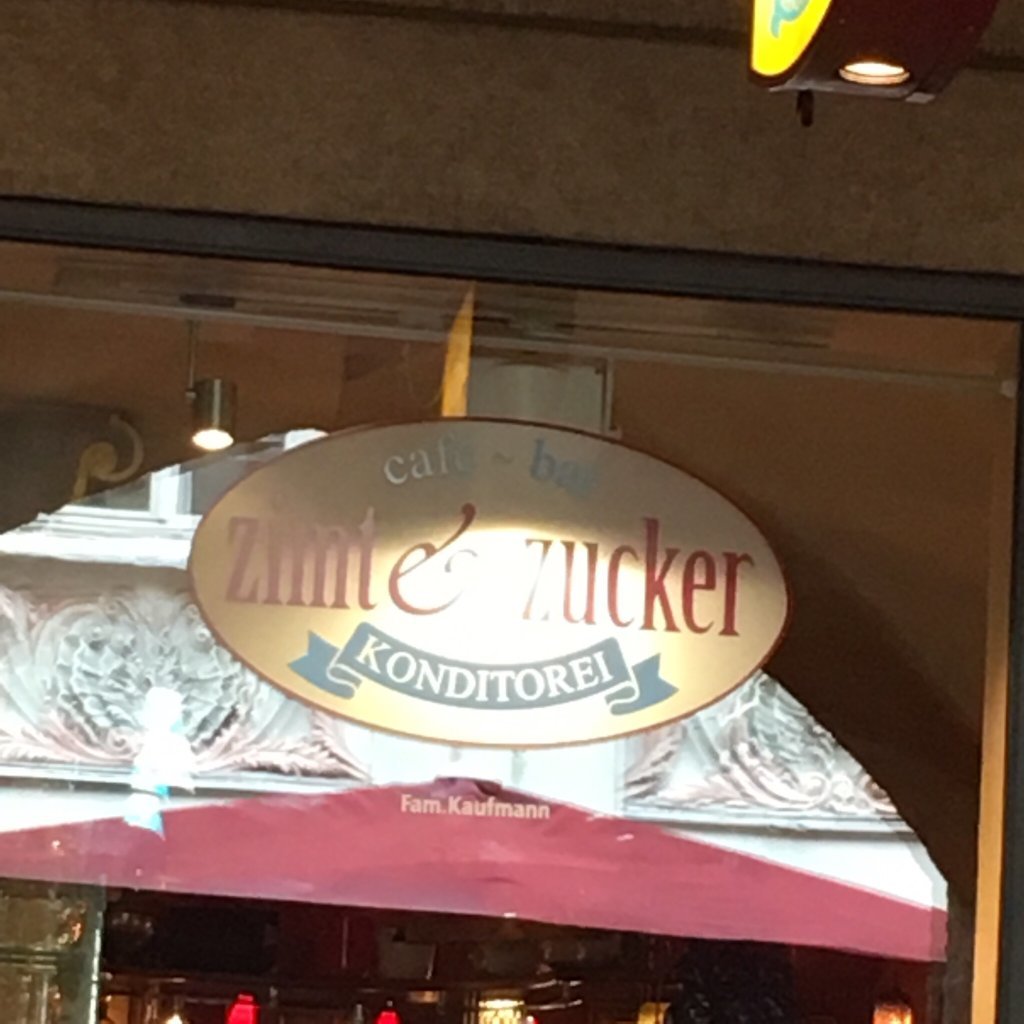 café ~ bar
zimt & zucker
KONDITOREI
Fam.Kaufmann